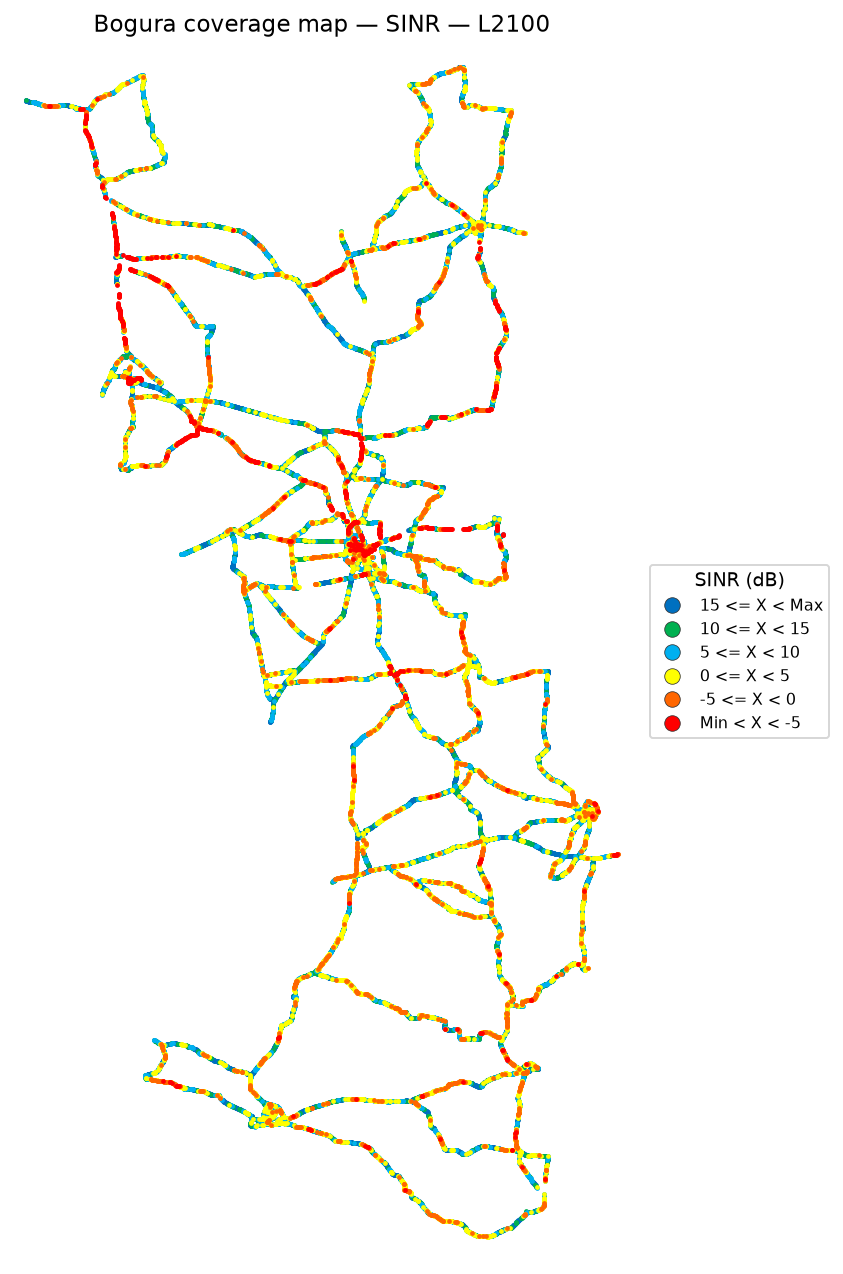 Bogura coverage map — SINR — L2100
SINR (dB)
15 <= X < Max
10 <= X < 15
5 <= X < 10
0 <= X < 5
-5 <= X < 0
Min < X < -5